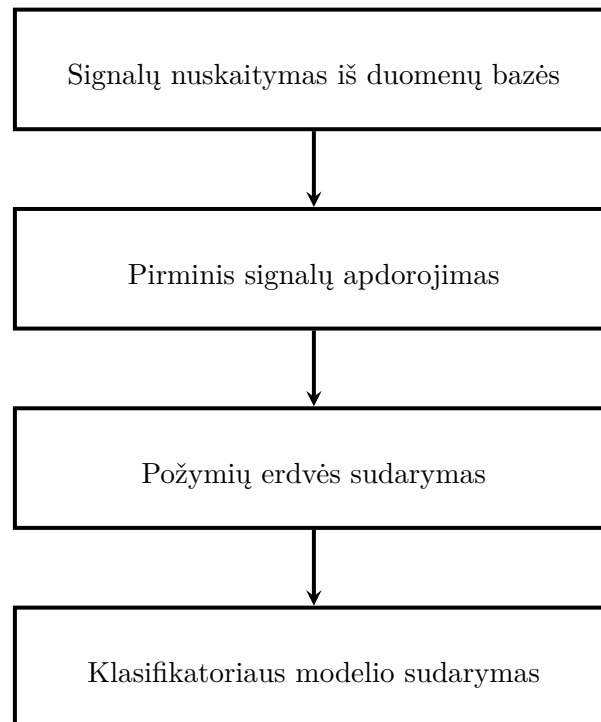 Signalų nuskaitymas iš duomenų bazės
Pirminis signalų apdorojimas
Požymių erdvės sudarymas
Klasifikatoriaus modelio sudarymas